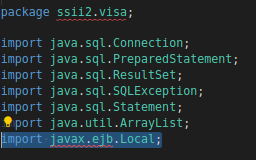 package ssii2.visa;
import java.sql.Connection;
import java.sql.PreparedStatement;
import java.sql.ResultSet;
import java.sql.SQLException;
import java.sql.Statement;
import java.util.ArrayList;
import javax.ejb.Local;